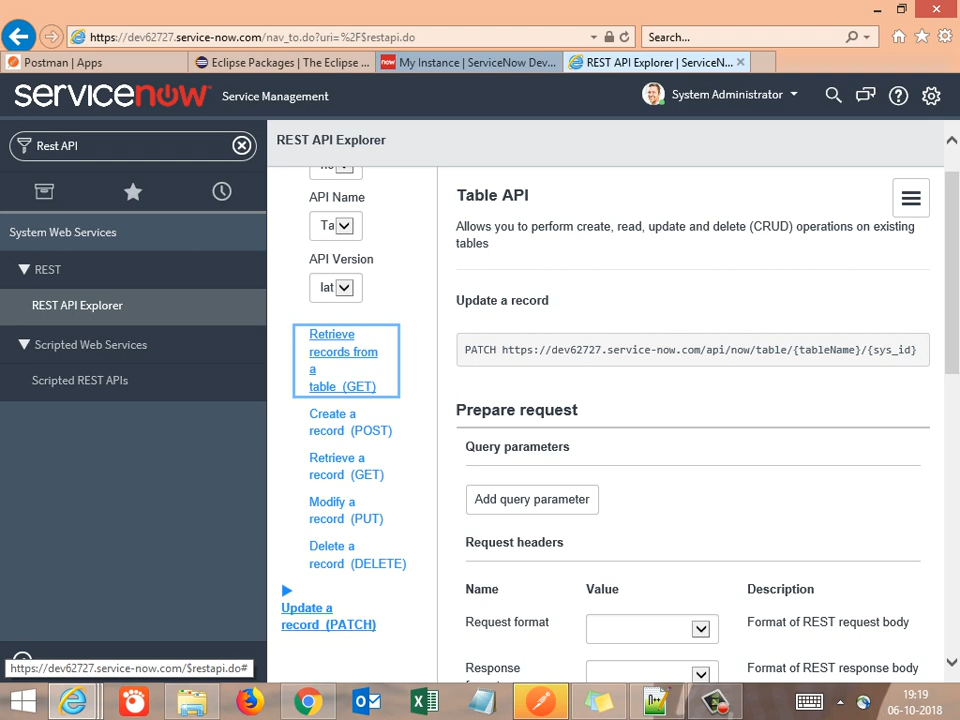 https://dev62727.service-now.com/nav_to.do?uri=%2F$restapi.do
Search...
Postman | Apps
Eclipse Packages | The Eclipse ...
now My Instance | ServiceNow Dev...
REST API Explorer | ServiceN...
servicenow Service Management
System Administrator
Rest API
REST API Explorer
System Web Services
REST
REST API Explorer
Scripted Web Services
Scripted REST APIs
API Name
Ta
API Version
lat
Retrieve
records from
a
table (GET)
Create a
record (POST)
Retrieve a
record (GET)
Modify a
record (PUT)
Delete a
record (DELETE)
Update a
record (PATCH)
Table API
Allows you to perform create, read, update and delete (CRUD) operations on existing
tables
Update a record
PATCH https://dev62727.service-now.com/api/now/table/{tableName}/{sys_id}
Prepare request
Query parameters
Add query parameter
Request headers
Name Value Description
Request format Format of REST request body
Response Format of REST response body
https://dev62727.service-now.com/$restapi.do#
19:19
06-10-2018